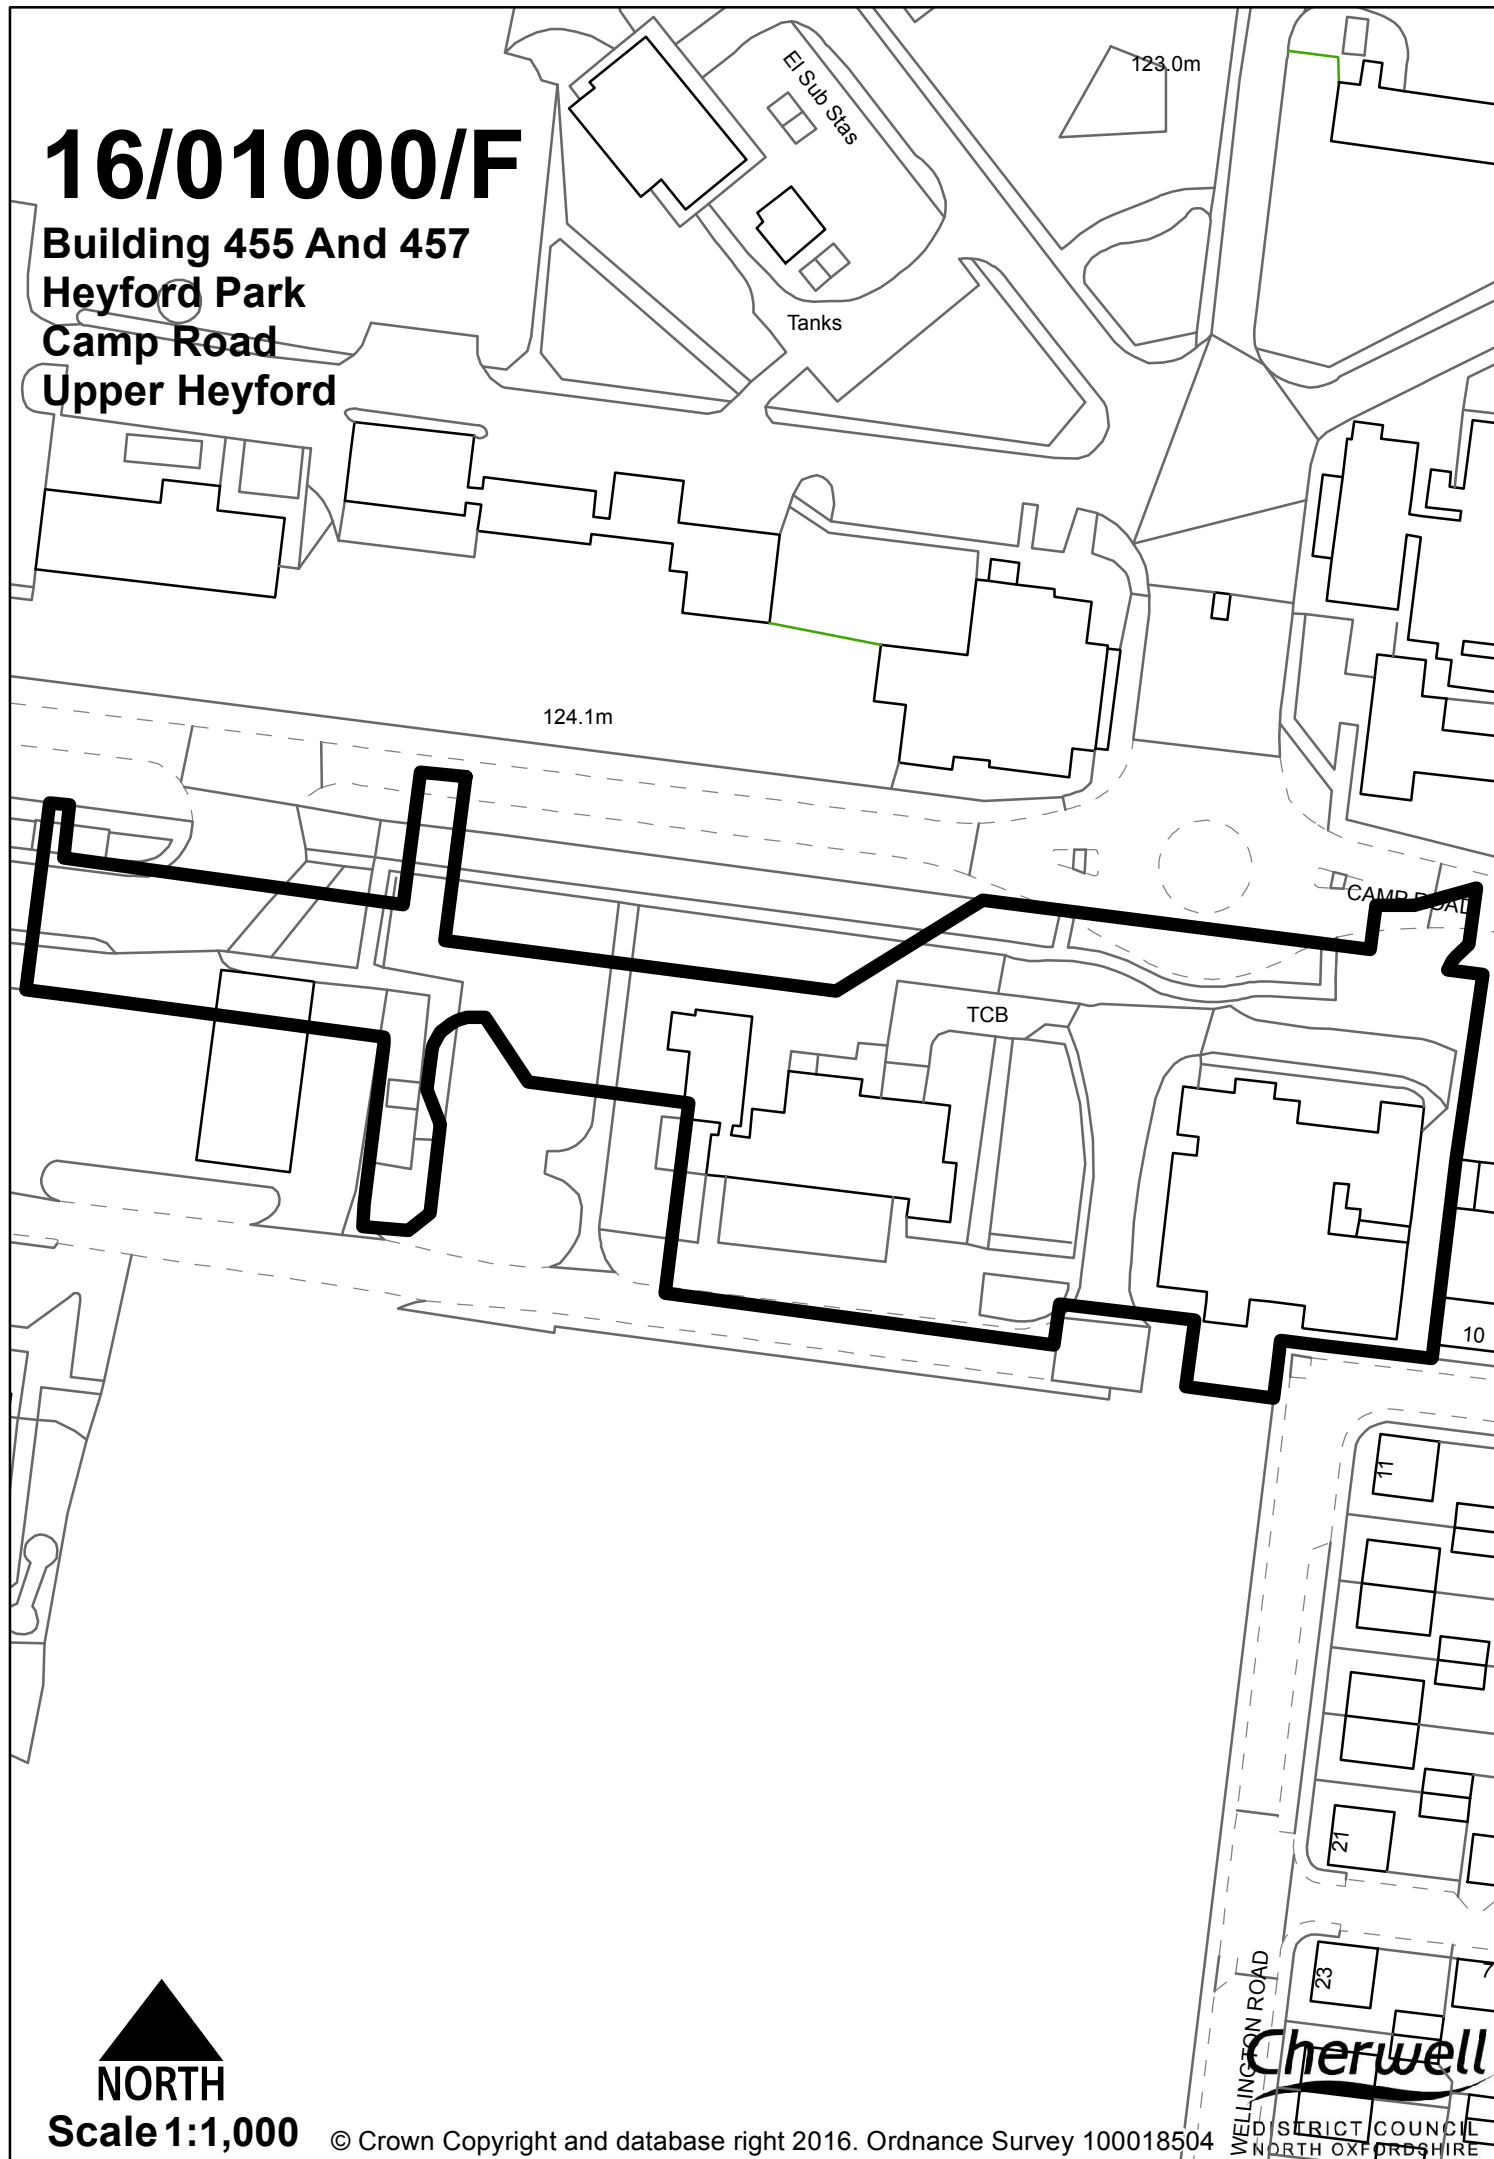 16/01000/F
Building 455 And 457
Heyford Park
Camp Road
Upper Heyford
El Sub Stas
123.0m
Tanks
124.1m
CAMP ROAD
TCB
10
11
21
23
7
WELLINGTON ROAD
NORTH
Scale 1:1,000
© Crown Copyright and database right 2016. Ordnance Survey 100018504
Cherwell
DISTRICT COUNCIL
NORTH OXFORDSHIRE